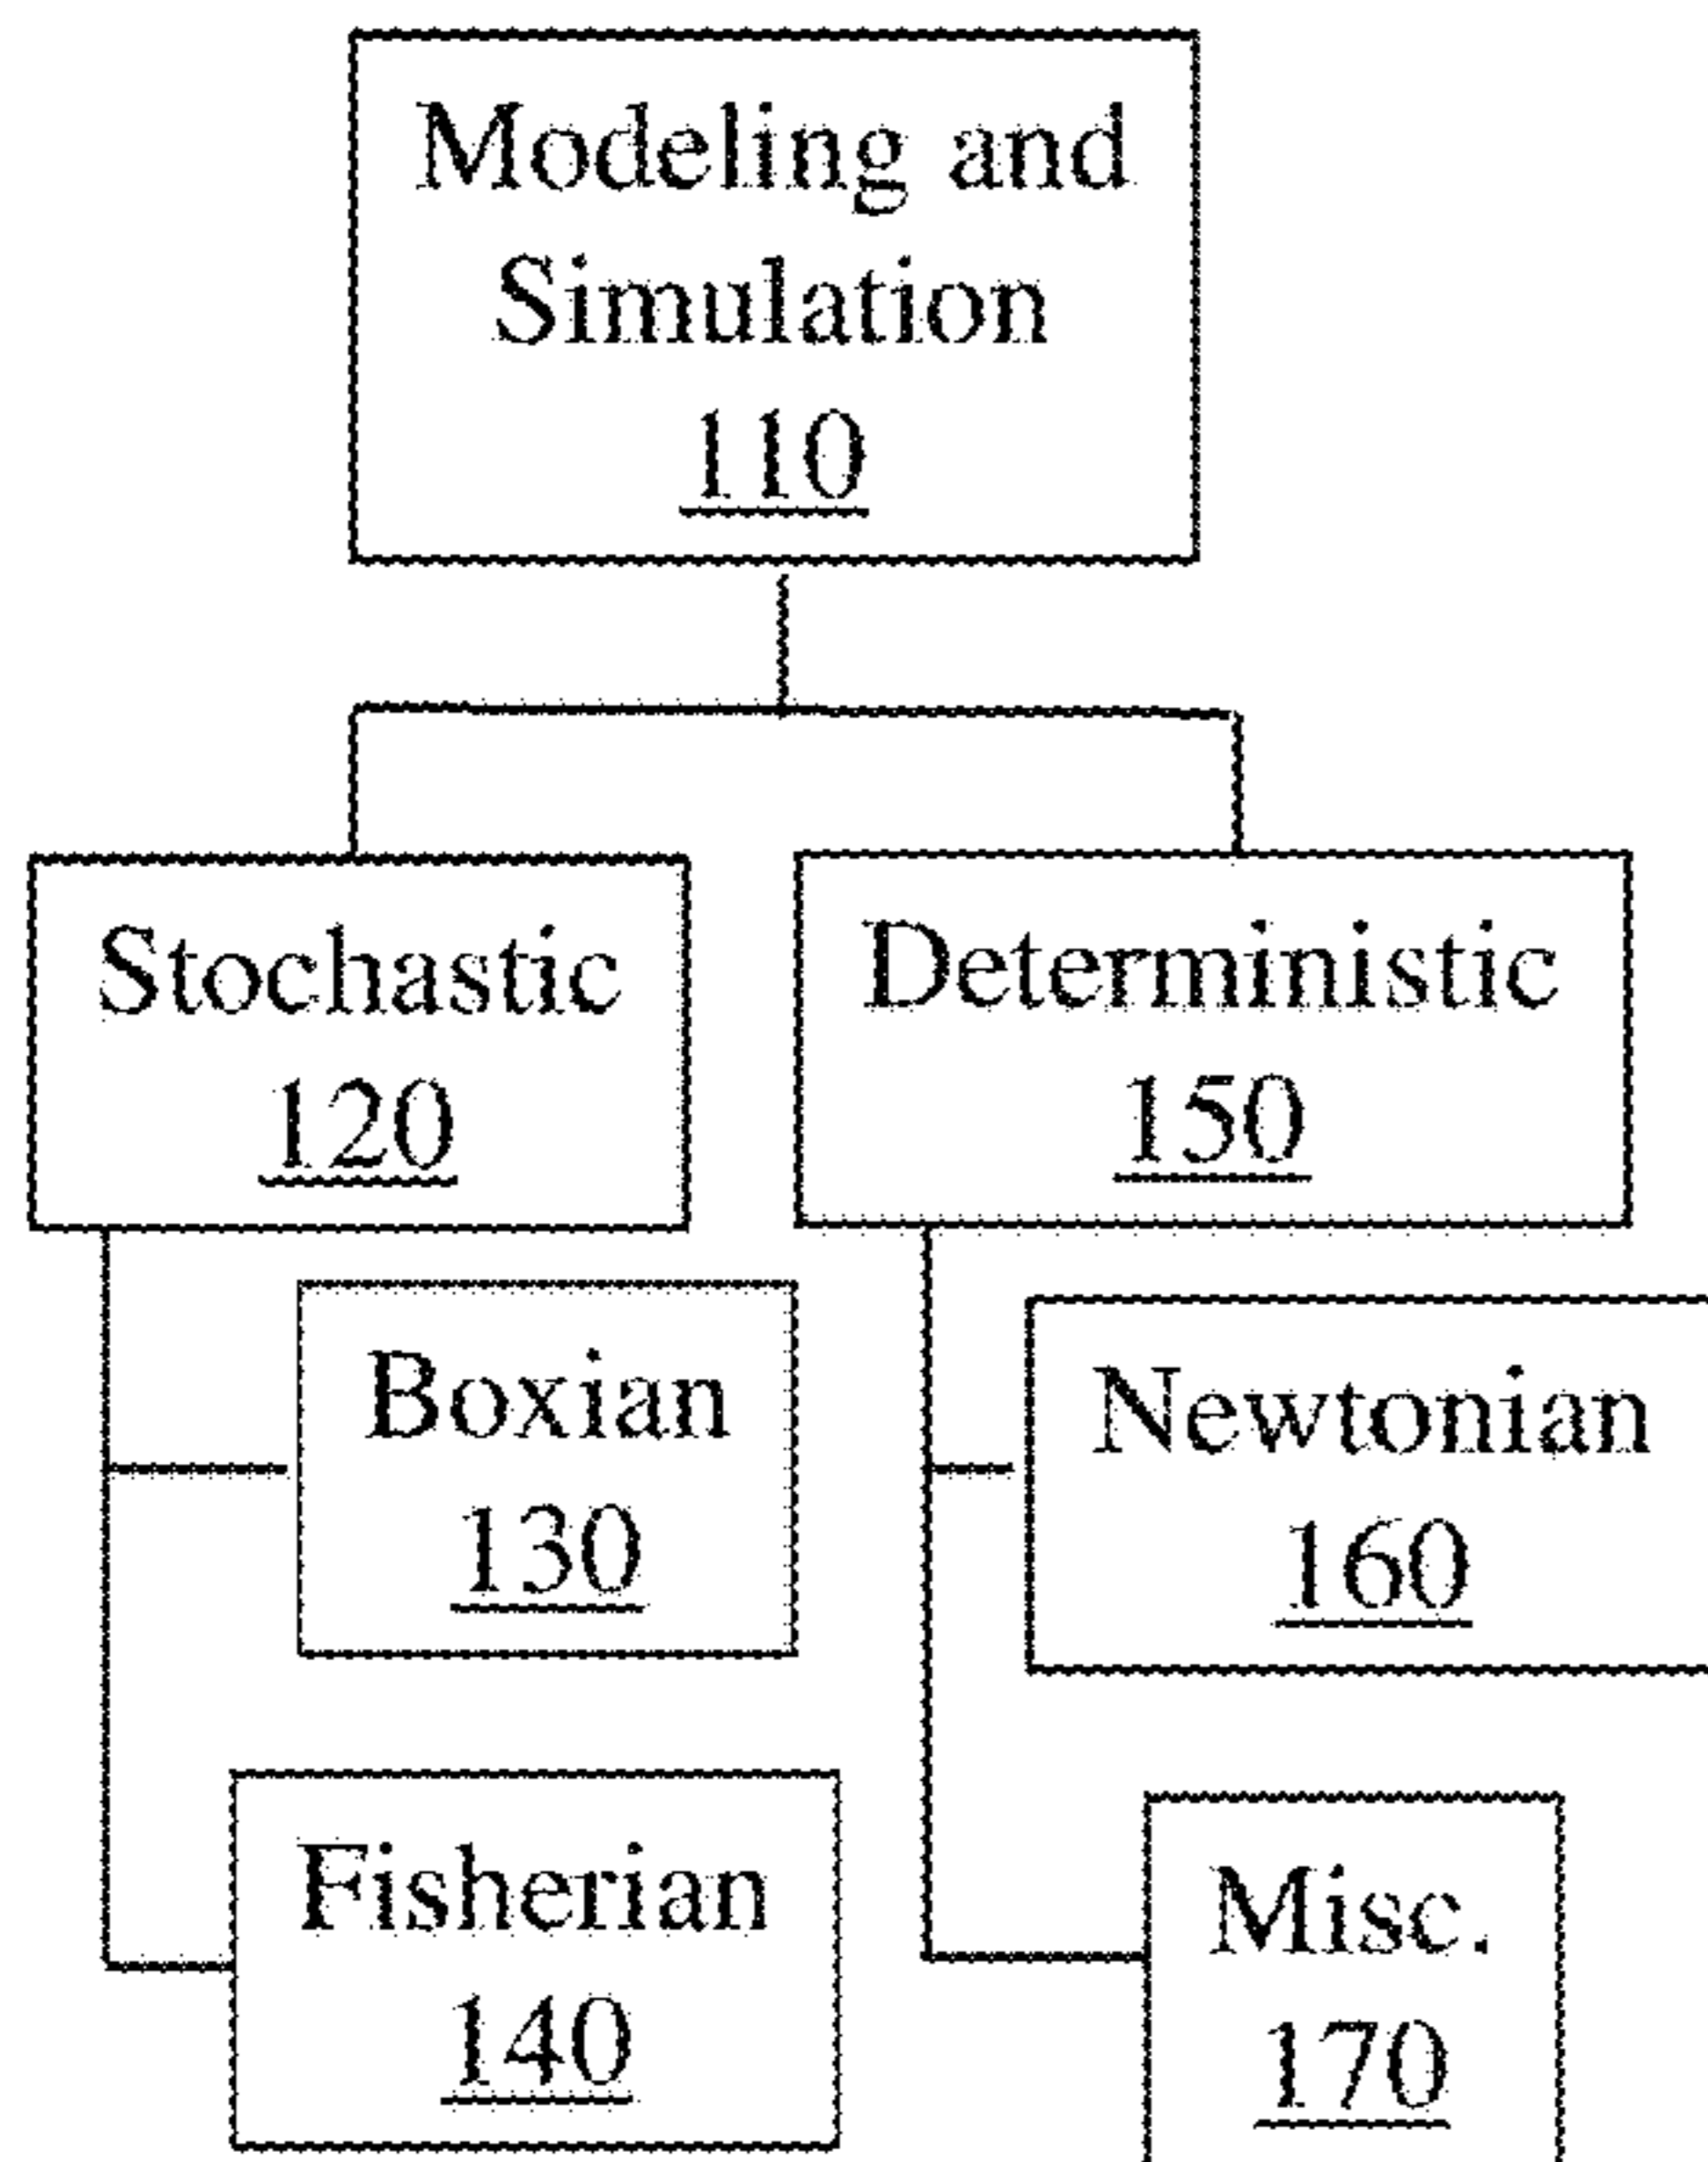 Modeling and
Simulation
110
Stochastic
120
Deterministic
150
Boxian
130
Newtonian
160
Fisherian
140
Misc.
170